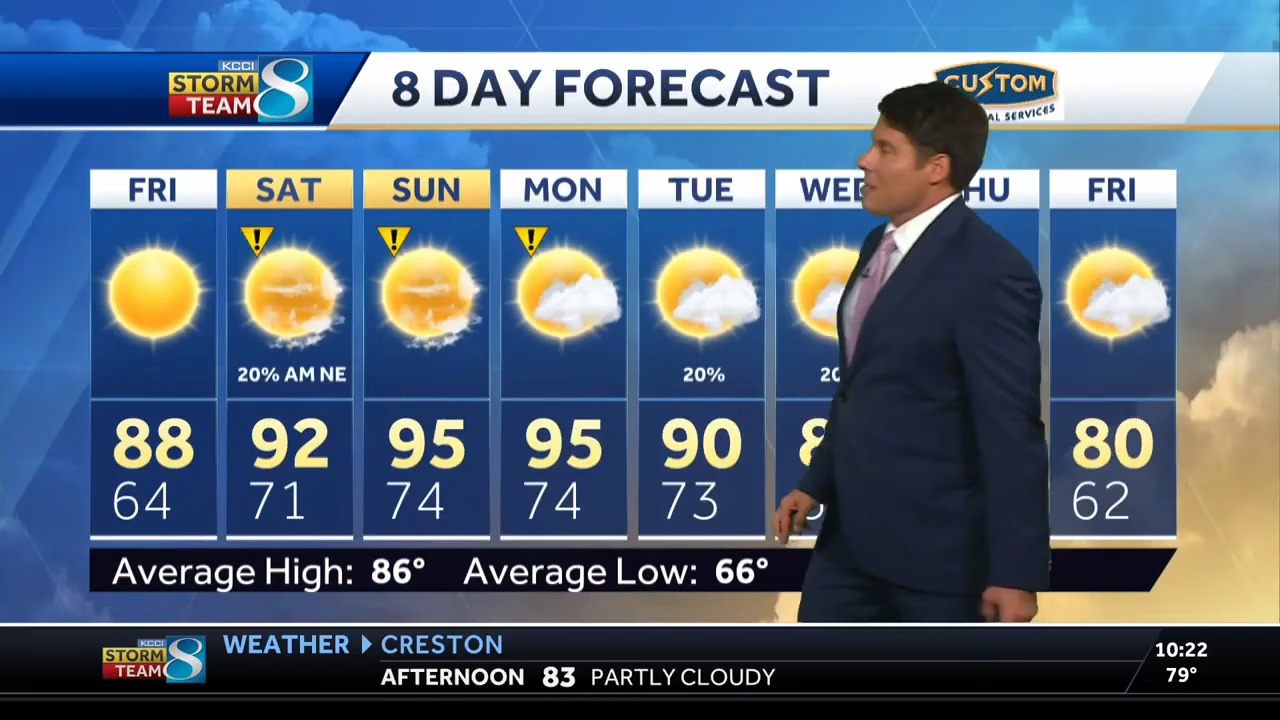 KCCI
STORM
TEAM 8
8 DAY FORECAST
CUSTOM
SERVICES
FRI SAT SUN MON TUE FRI
20% AM NE 20%
88 92 95 95 90 80
64 71 74 74 73 62
Average High: 86° Average Low: 66°
KCCI
STORM
TEAM 8
WEATHER CRESTON
AFTERNOON 83 PARTLY CLOUDY
10:22
79°